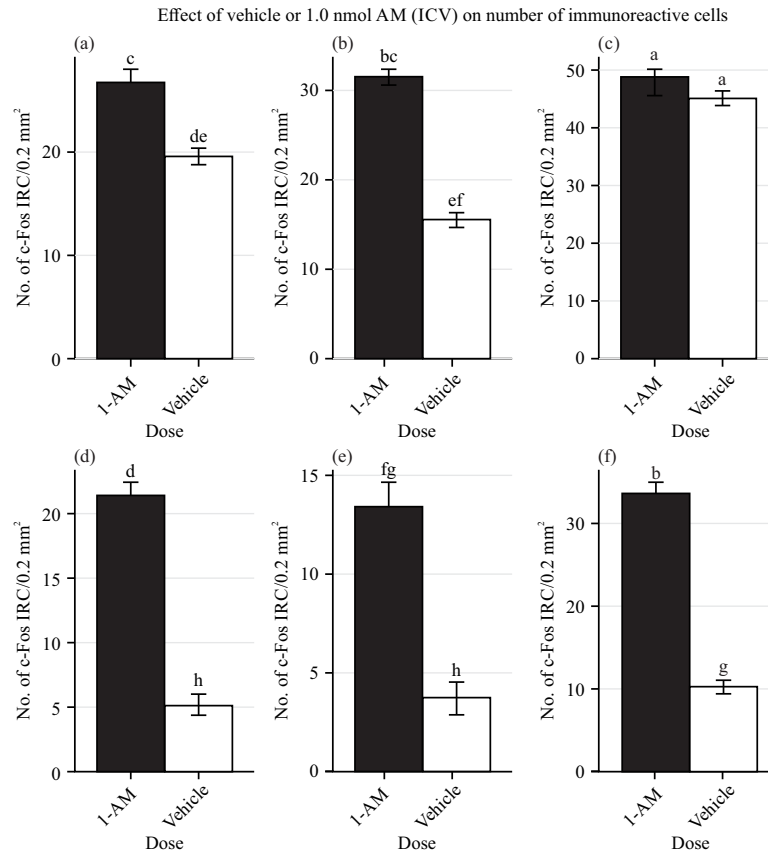 Effect of vehicle or 1.0 nmol AM (ICV) on number of immunoreactive cells
(a)
c
de
20
10
0
No. of c-Fos IRC/0.2 mm²
1-AM
Vehicle
Dose
(b)
bc
ef
30
20
10
0
No. of c-Fos IRC/0.2 mm²
1-AM
Vehicle
Dose
(c)
a
a
50
40
50
20
10
0
No. of c-Fos IRC/0.2 mm²
1-AM
Vehicle
Dose
(d)
d
h
20
15
20
5
0
No. of c-Fos IRC/0.2 mm²
1-AM
Vehicle
Dose
(e)
fg
h
15
10
5
0
No. of c-Fos IRC/0.2 mm²
1-AM
Vehicle
Dose
(f)
b
g
30
20
10
0
No. of c-Fos IRC/0.2 mm²
1-AM
Vehicle
Dose